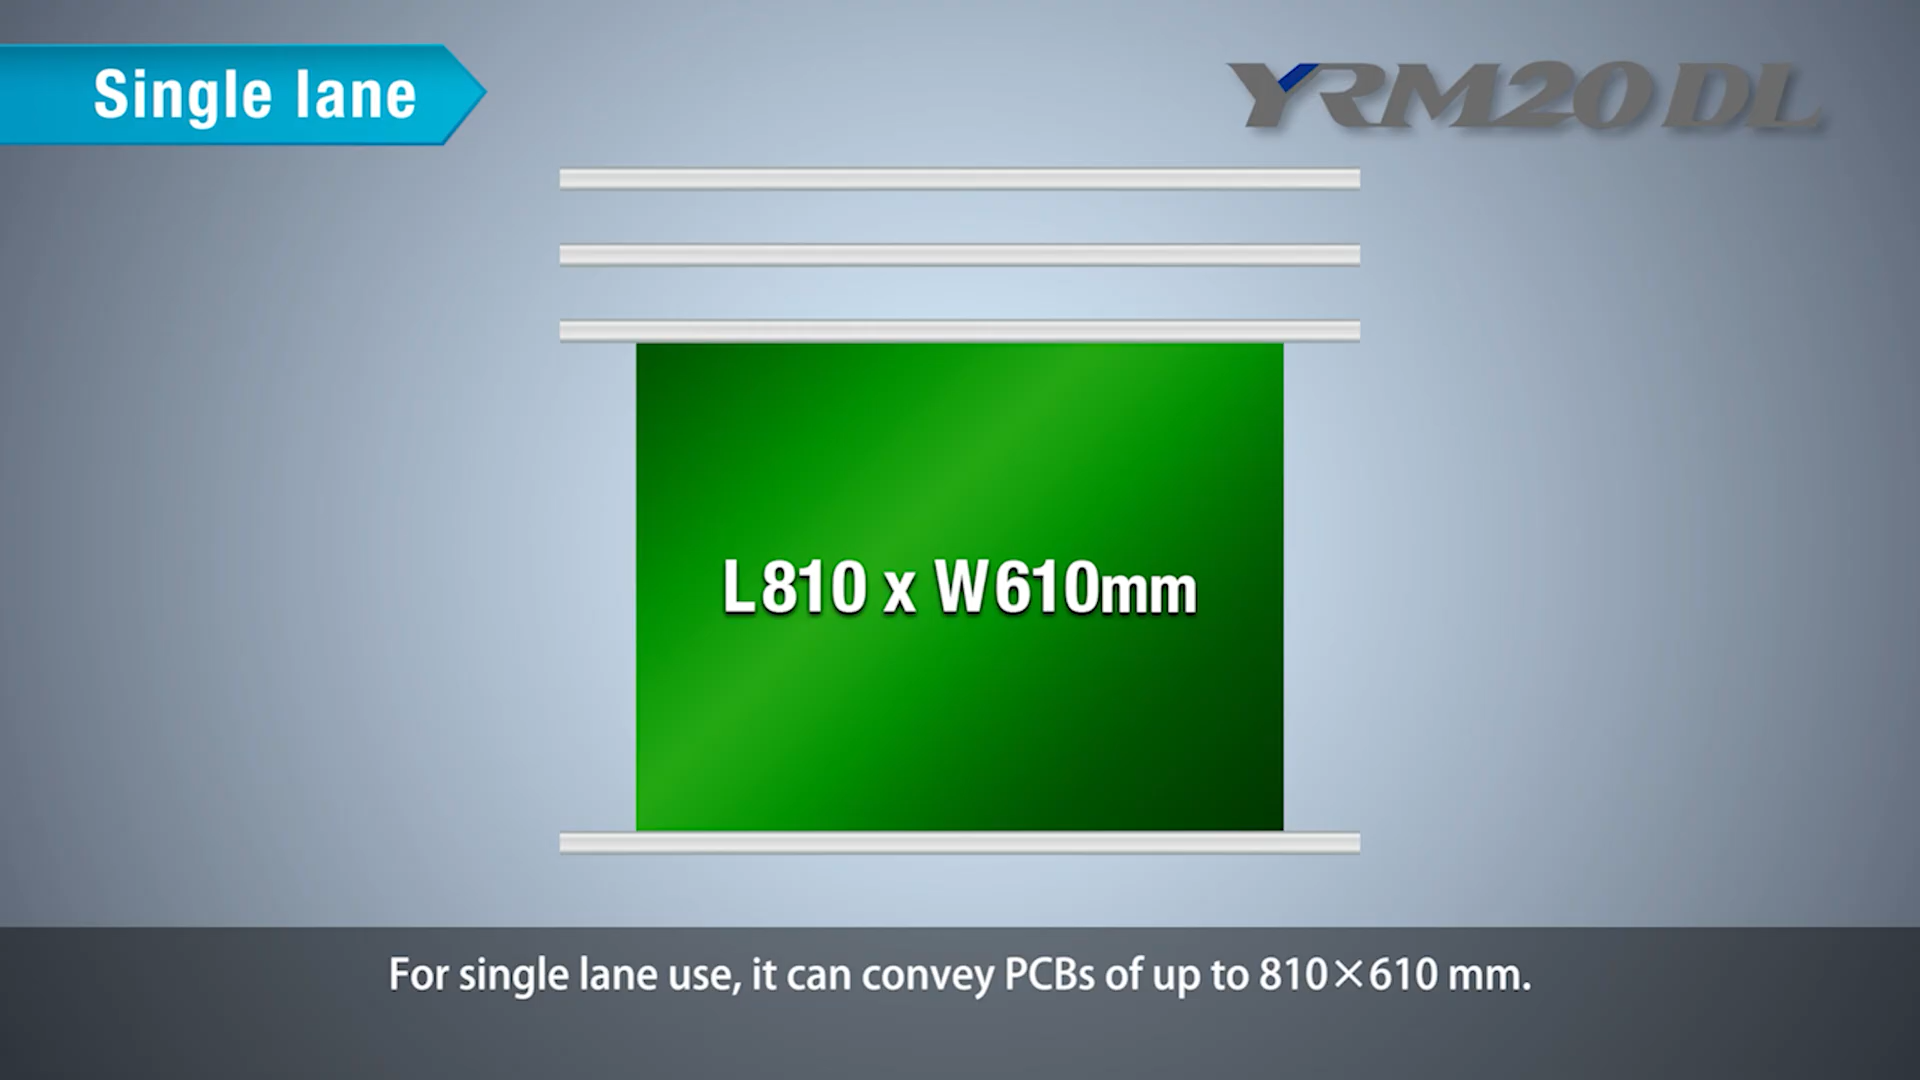 Single lane
YRM20DL
L810 x W610mm
For single lane use, it can convey PCBs of up to 810×610 mm.